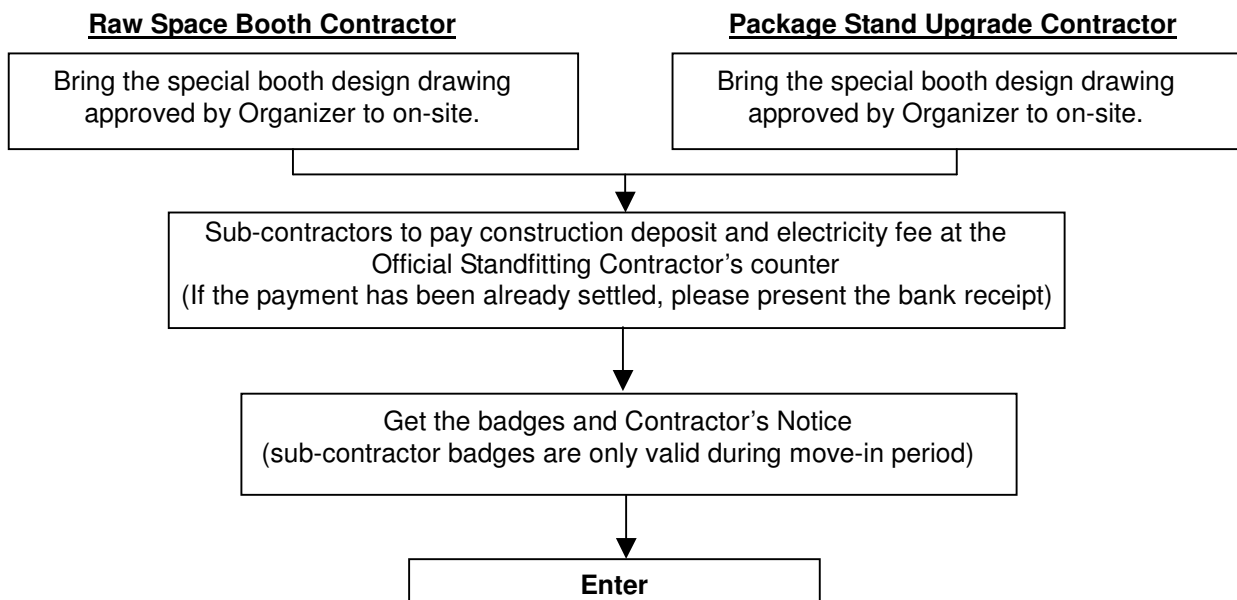 Raw Space Booth Contractor
Bring the special booth design drawing
approved by Organizer to on-site.
Package Stand Upgrade Contractor
Bring the special booth design drawing
approved by Organizer to on-site.
Sub-contractors to pay construction deposit and electricity fee at the
Official Standfitting Contractor’s counter
(If the payment has been already settled, please present the bank receipt)
Get the badges and Contractor’s Notice
(sub-contractor badges are only valid during move-in period)
Enter